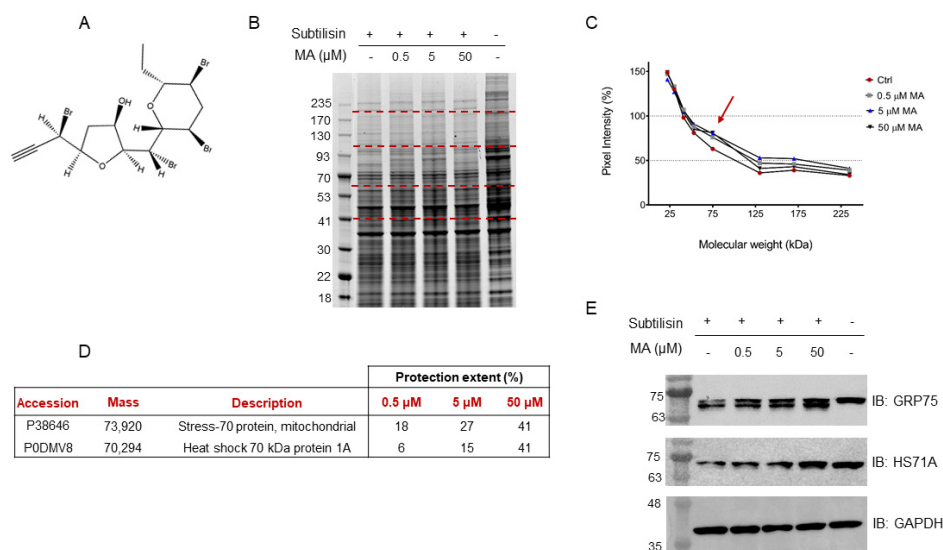 A
Br
Br
OH
Br
O
H
H
O
H
H
Br
Br
H
B
Subtilisin + + + + -
MA (µM) - 0.5 5 50 -
235
170
130
93
70
53
41
30
22
18
C
Pixel Intensity (%)
200
150
100
50
0
25 75 125 175 225
Molecular weight (kDa)
Ctrl
0.5 µM MA
5 µM MA
50 µM MA
D
Protection extent (%)
Accession Mass Description 0.5 µM 5 µM 50 µM
P38646 73,920 Stress-70 protein, mitochondrial 18 27 41
P0DMV8 70,294 Heat shock 70 kDa protein 1A 6 15 41
E
Subtilisin + + + + -
MA (µM) - 0.5 5 50 -
75
63
IB: GRP75
75
63
IB: HS71A
48
35
IB: GAPDH